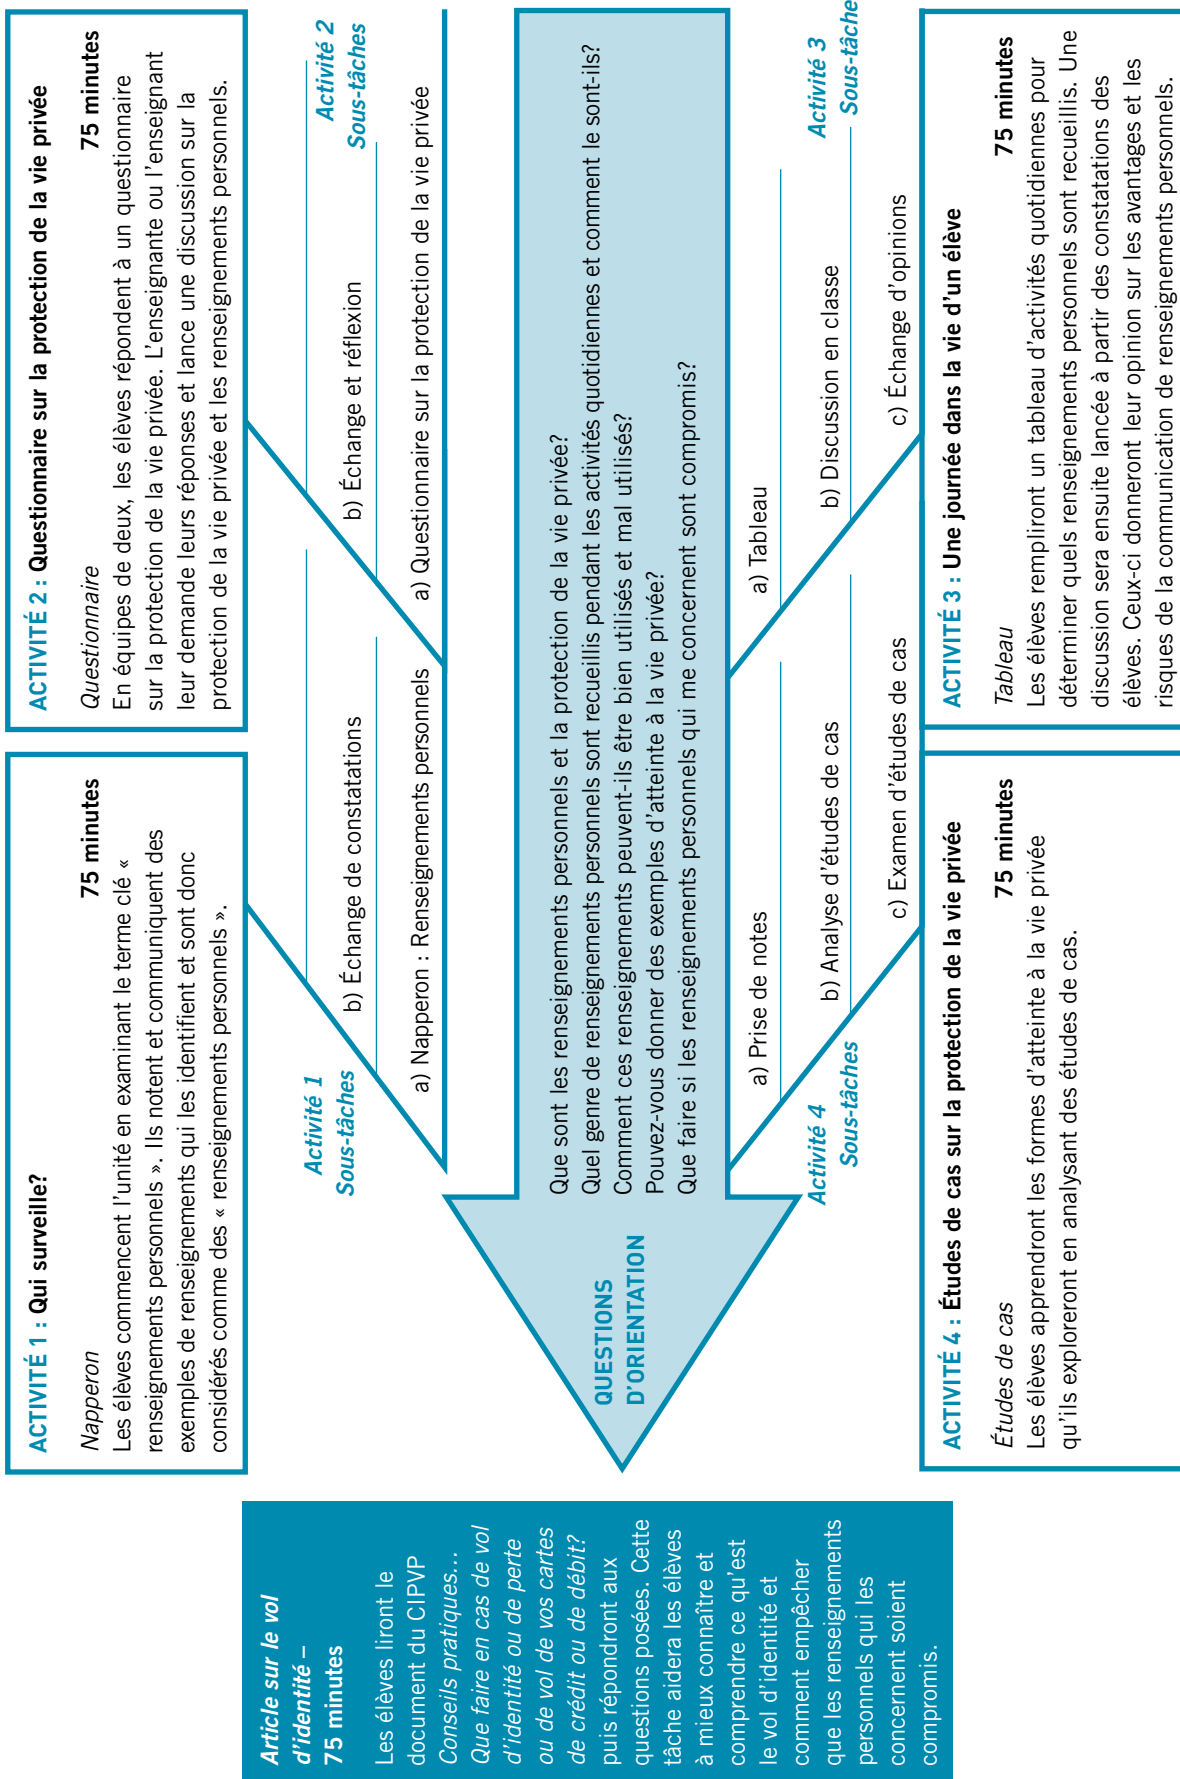 Article sur le vol
d'identité –
75 minutes
Les élèves liront le
document du CIPVP
Conseils pratiques...
Que faire en cas de vol
d'identité ou de perte
ou de vol de vos cartes
de crédit ou de débit?
puis répondront aux
questions posées. Cette
tâche aidera les élèves
à mieux connaître et
comprendre ce qu'est
le vol d'identité et
comment empêcher
que les renseignements
personnels qui les
concernent soient
compromis.
ACTIVITÉ 1 : Qui surveille?
Napperon 75 minutes
Les élèves commencent l'unité en examinant le terme clé «
renseignements personnels ». Ils notent et communiquent des
exemples de renseignements qui les identifient et sont donc
considérés comme des « renseignements personnels ».
ACTIVITÉ 2 : Questionnaire sur la protection de la vie privée
Questionnaire 75 minutes
En équipes de deux, les élèves répondent à un questionnaire
sur la protection de la vie privée. L'enseignante ou l'enseignant
leur demande leurs réponses et lance une discussion sur la
protection de la vie privée et les renseignements personnels.
Activité 1
Sous-tâches
b) Échange de constatations
a) Napperon : Renseignements personnels
Activité 2
Sous-tâches
b) Échange et réflexion
a) Questionnaire sur la protection de la vie privée
QUESTIONS
D'ORIENTATION
Que sont les renseignements personnels et la protection de la vie privée?
Quel genre de renseignements personnels sont recueillis pendant les activités quotidiennes et comment le sont-ils?
Comment ces renseignements peuvent-ils être bien utilisés et mal utilisés?
Pouvez-vous donner des exemples d'atteinte à la vie privée?
Que faire si les renseignements personnels qui me concernent sont compromis?
a) Prise de notes
Activité 4
Sous-tâches
b) Analyse d'études de cas
c) Examen d'études de cas
a) Tableau
Activité 3
Sous-tâche
b) Discussion en classe
c) Échange d'opinions
ACTIVITÉ 4 : Études de cas sur la protection de la vie privée
Études de cas 75 minutes
Les élèves apprendront les formes d'atteinte à la vie privée
qu'ils exploreront en analysant des études de cas.
ACTIVITÉ 3 : Une journée dans la vie d'un élève
Tableau 75 minutes
Les élèves rempliront un tableau d'activités quotidiennes pour
déterminer quels renseignements personnels sont recueillis. Une
discussion sera ensuite lancée à partir des constatations des
élèves. Ceux-ci donneront leur opinion sur les avantages et les
risques de la communication de renseignements personnels.